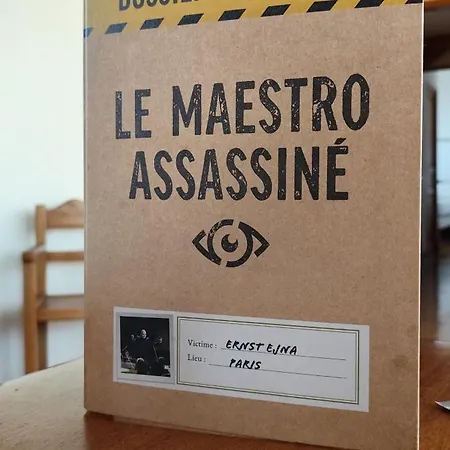 LE MAESTRO
ASSASSINÉ
Victime : ERNST EJNA
Lieu : PARIS